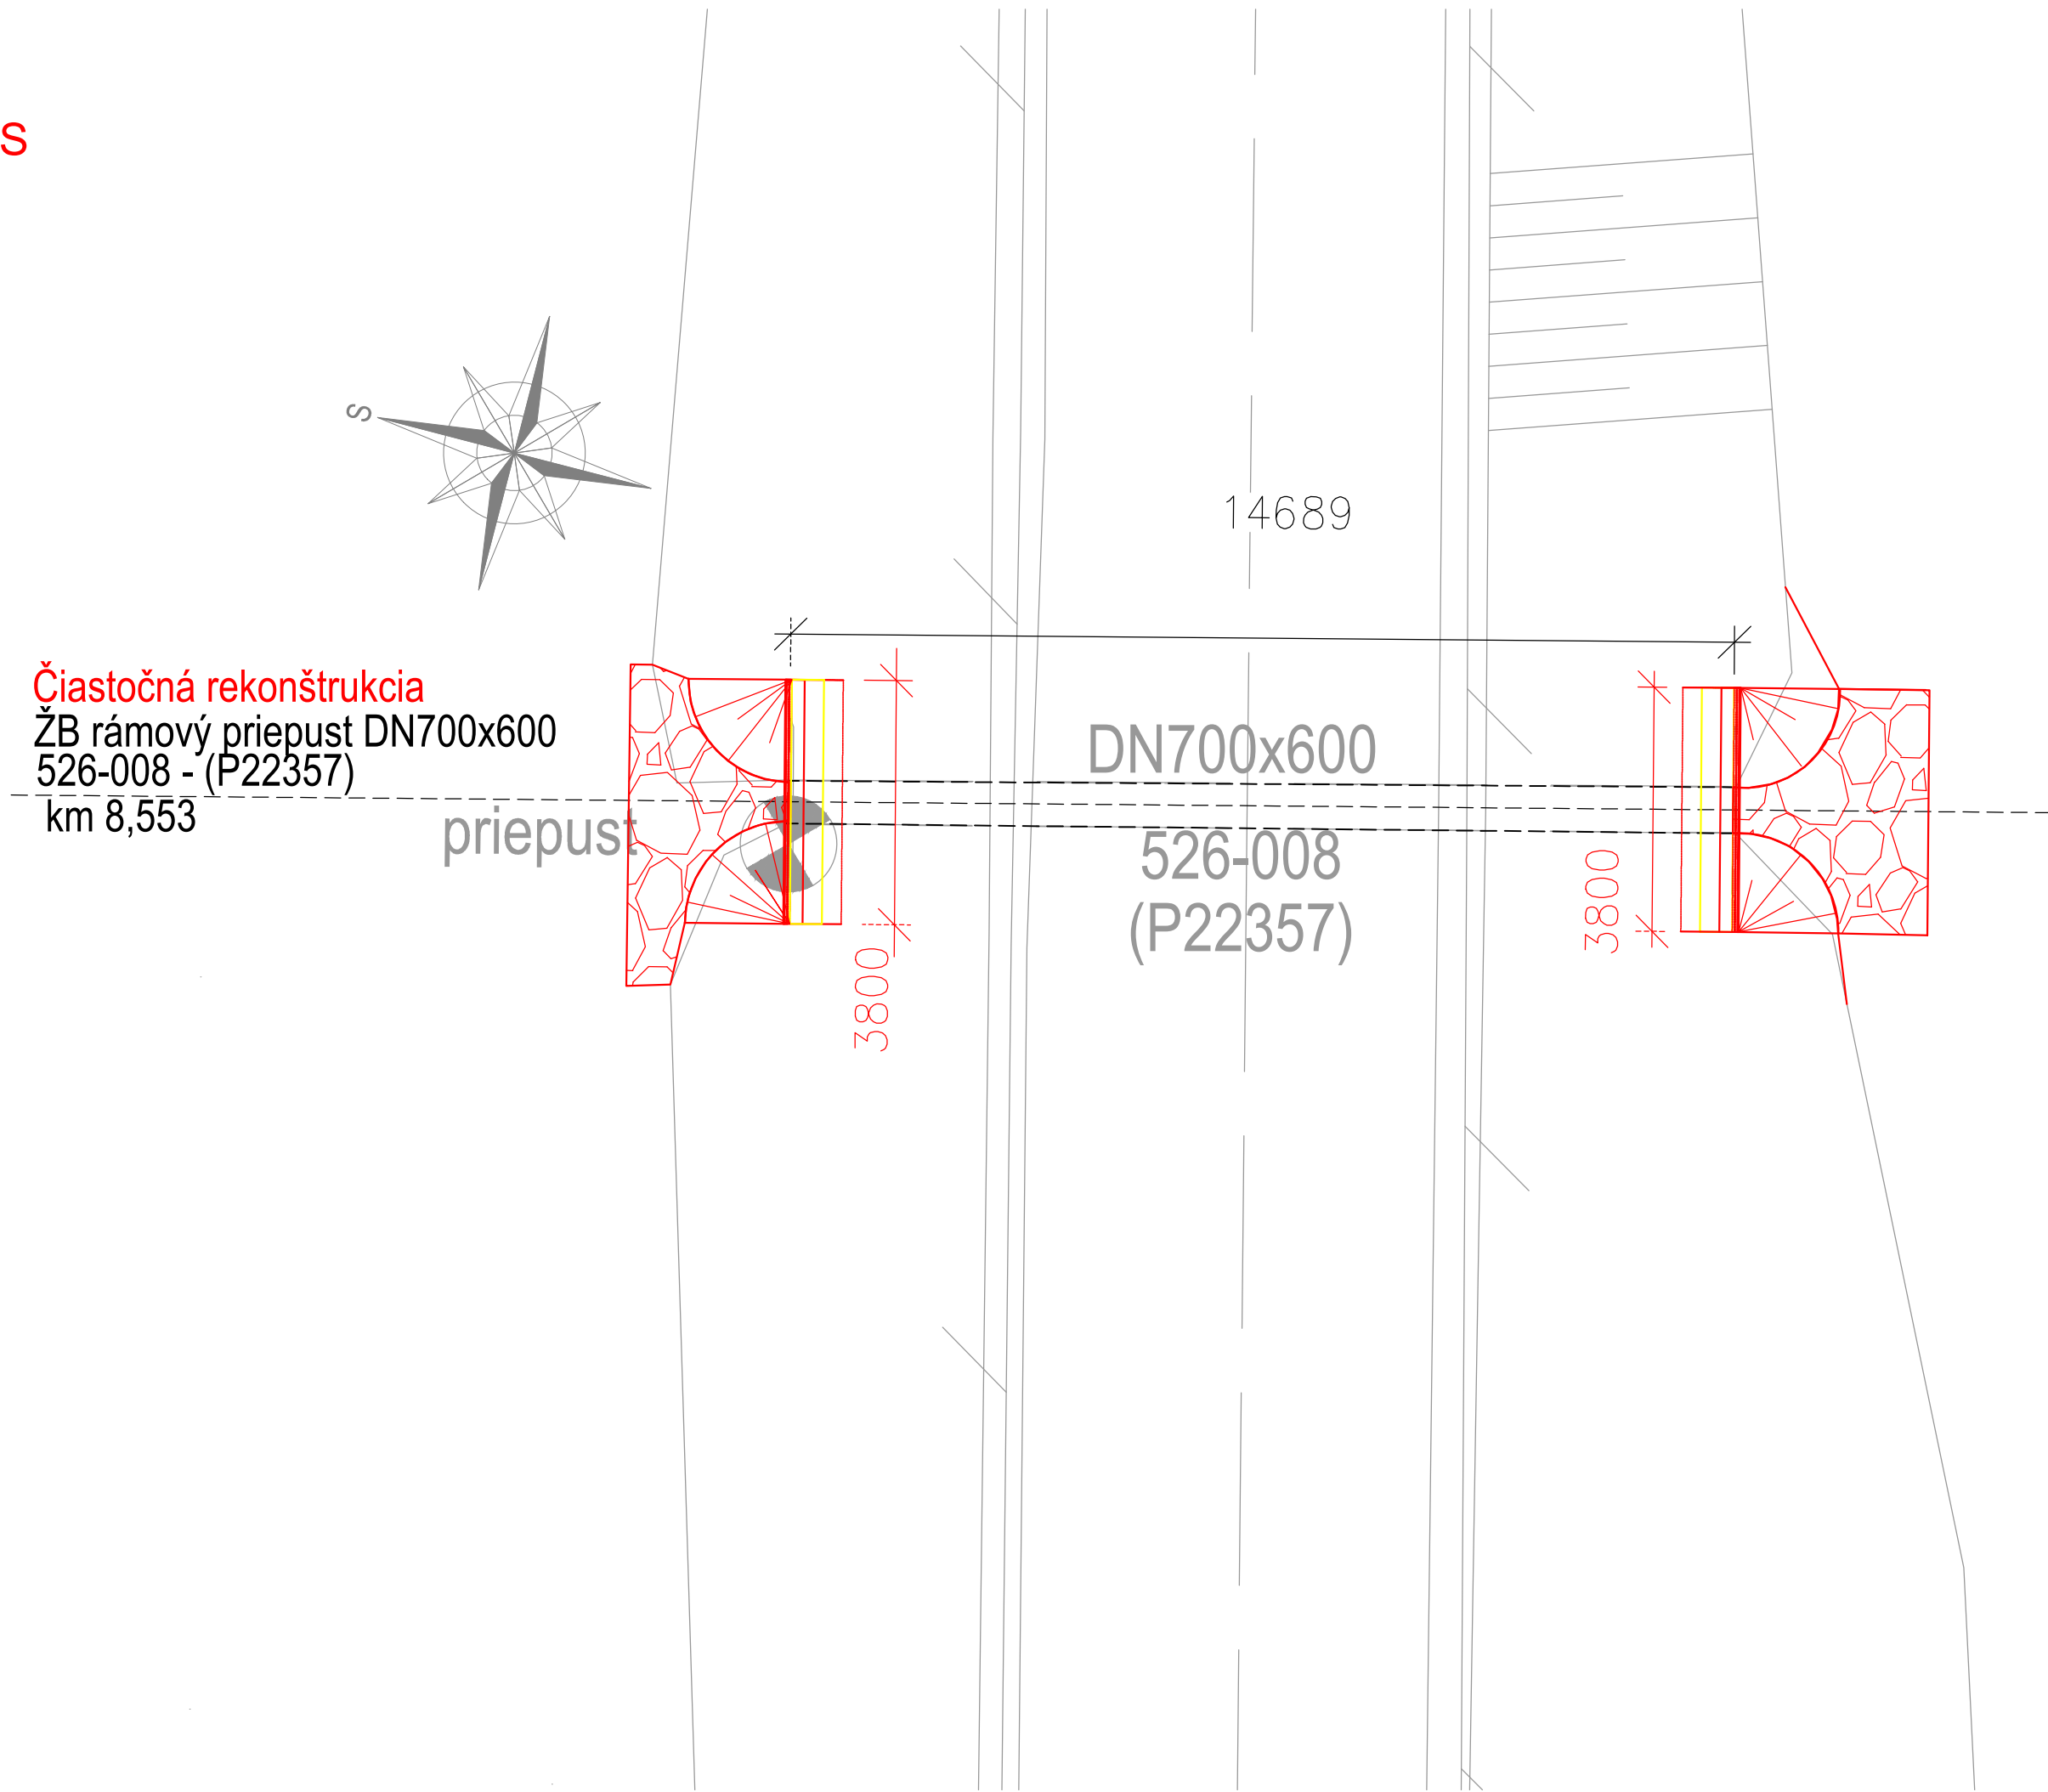 S
S
14689
Čiastočná rekonštrukcia
ŽB rámový priepust DN700x600
526-008 - (P22357)
km 8,553
priepust
DN700x600
526-008
(P22357)
3800
3800